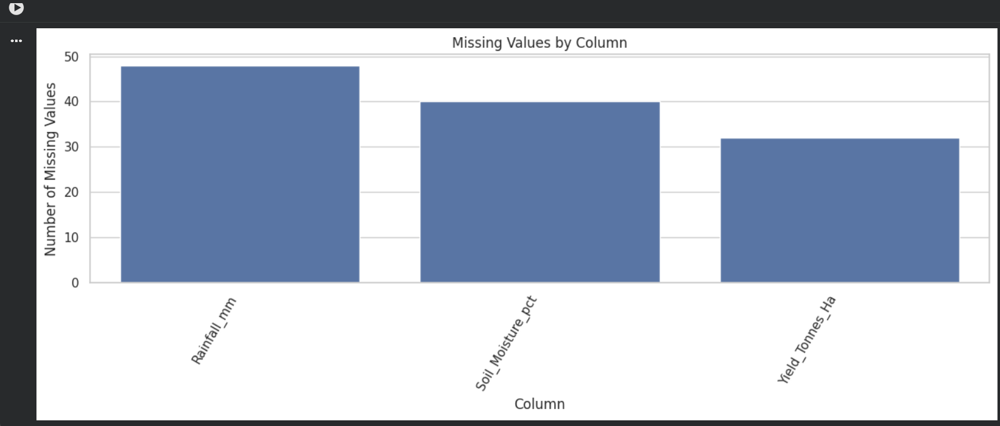 Missing Values by Column
Number of Missing Values
50
40
30
20
10
0
Rainfall_mm
Soil_Moisture_pct
Yield_Tonnes_Ha
Column